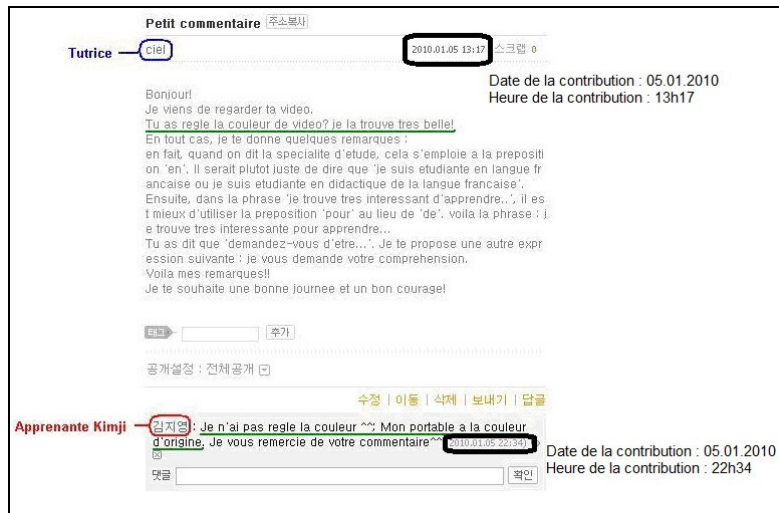 Petit commentaire 주소복사
Tutrice ciel 2010.01.05 13:17 스크랩 0
Date de la contribution : 05.01.2010
Heure de la contribution : 13h17
Bonjour!
Je viens de regarder ta video.
Tu as regle la couleur de video? je la trouve tres belle!
En tout cas, je te donne quelques remarques :
en fait, quand on dit la specialite d'etude, cela s'emploie a la prepositi
on 'en'. il serait plutot juste de dire que 'je suis etudiante en langue fr
ancaise ou je suis etudiante en didactique de la langue francaise'.
Ensuite, dans la phrase 'je trouve tres interessant d'apprendre..', il es
t mieux d'utiliser la preposition 'pour' au lieu de 'de'. voila la phrase : j
e trouve tres interessante pour apprendre...
Tu as dit que 'demandez-vous d'etre...'. Je te propose une autre expr
ession suivante : je vous demande votre comprehension.
Voila mes remarques!!
Je te souhaite une bonne journee et un bon courage!
태그 추가
공개설정 : 전체공개
수정 | 이동 | 삭제 | 보내기 | 답글
Apprenante Kimji 김지영 : Je n'ai pas regle la couleur ^^; Mon portable a la couleur
d'origine. Je vous remercie de votre commentaire^^ 2010.01.05 22:34)
Date de la contribution : 05.01.2010
Heure de la contribution : 22h34
댓글 확인